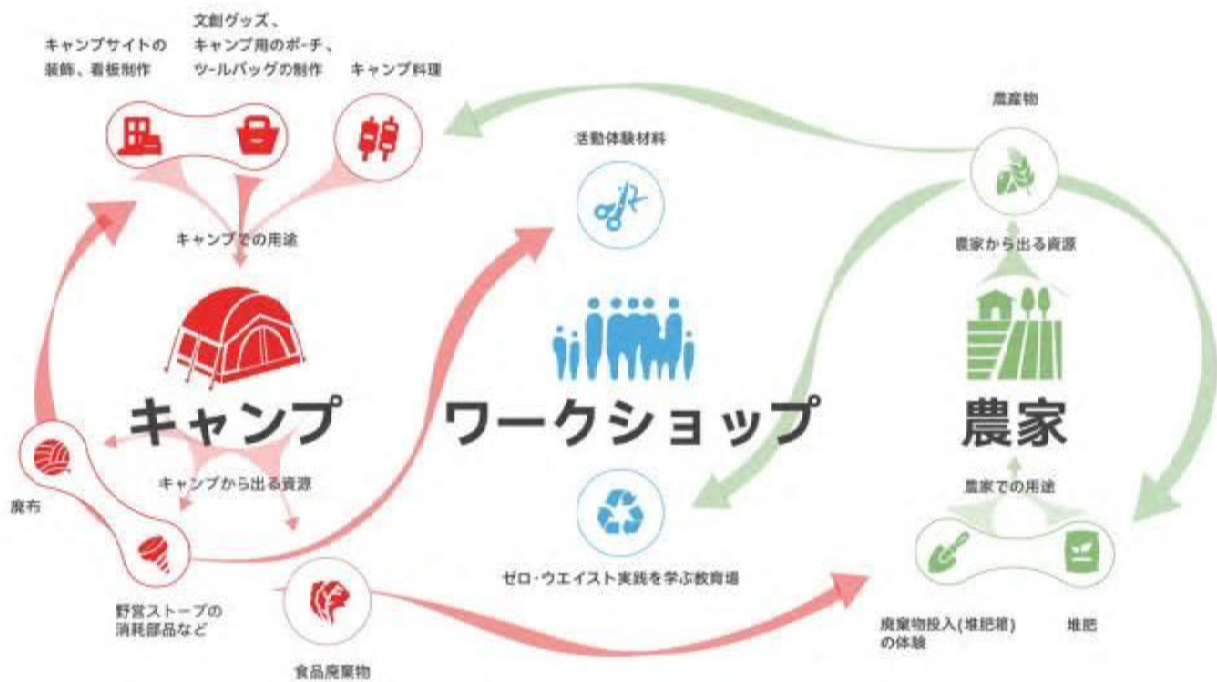 キャンプサイトの
装飾、看板制作
文創グッズ、
キャンプ用のポーチ、
ツールバッグの制作
キャンプ料理
キャンプでの用途
キャンプ
キャンプから出る資源
廃布
野営ストーブの
消耗部品など
食品廃棄物
活動体験材料
ワークショップ
ゼロ・ウエイスト実践を学ぶ教育場
農産物
農家から出る資源
農家
農家での用途
廃棄物投入(堆肥箱)
の体験
堆肥